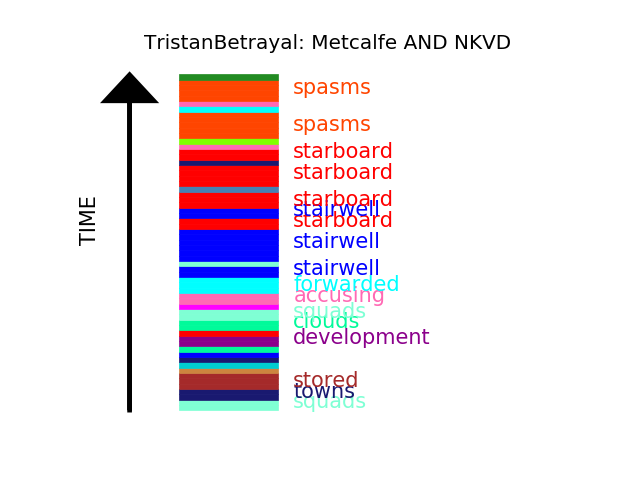 TristanBetrayal: Metcalfe AND NKVD
spasms
spasms
starboard
starboard
starboard
stairwell
starboard
stairwell
stairwell
forwarded
accusing
squads
clouds
development
stored
towns
squads
TIME